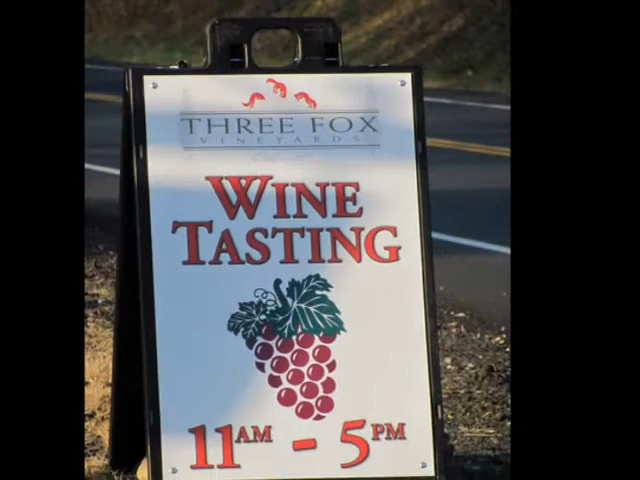 THREE FOX
VINEYARDS
WINE
TASTING
11AM - 5PM